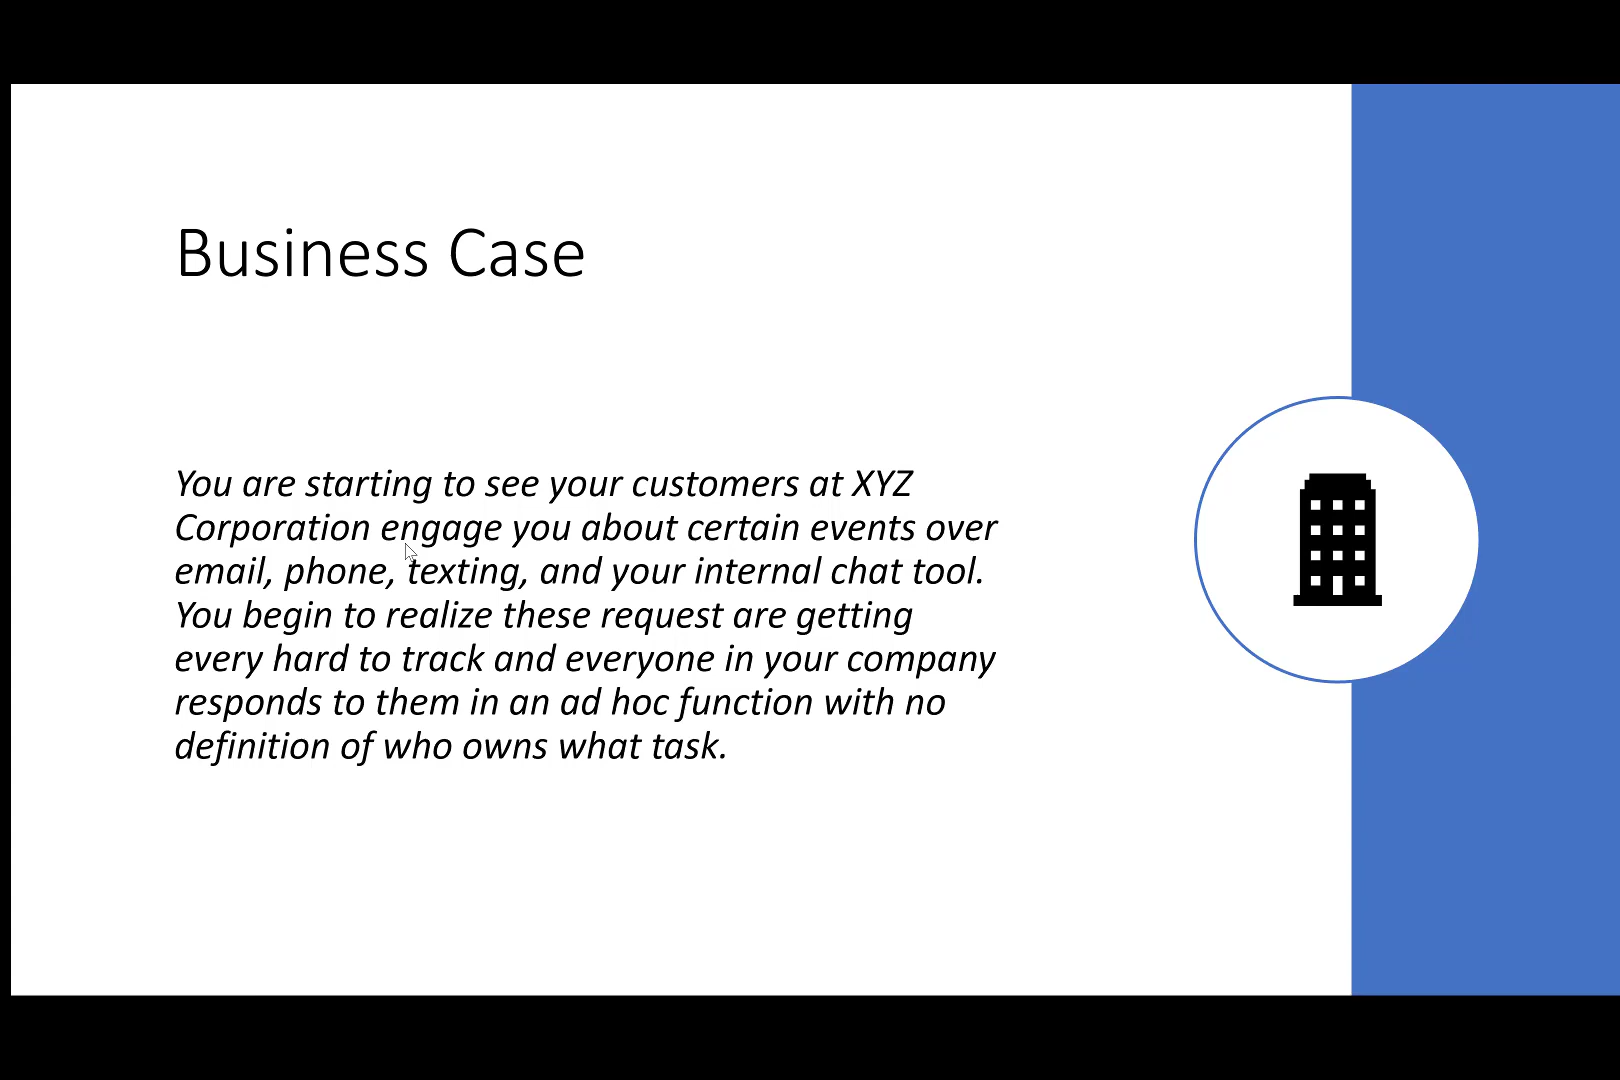 Business Case
You are starting to see your customers at XYZ
Corporation engage you about certain events over
email, phone, texting, and your internal chat tool.
You begin to realize these request are getting
every hard to track and everyone in your company
responds to them in an ad hoc function with no
definition of who owns what task.